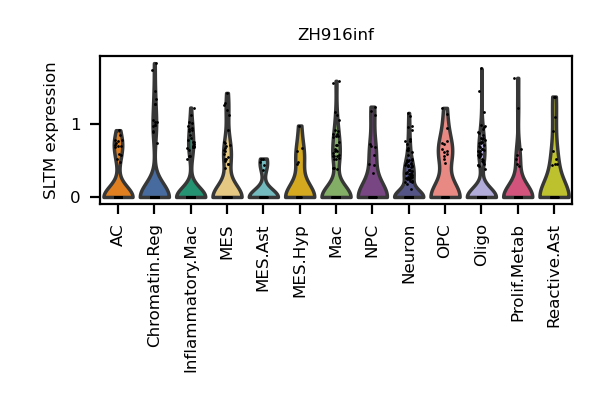 ZH916inf
SLTM expression
1
0
AC
Chromatin.Reg
Inflammatory.Mac
MES
MES.Ast
MES.Hyp
Mac
NPC
Neuron
OPC
Oligo
Prolif.Metab
Reactive.Ast